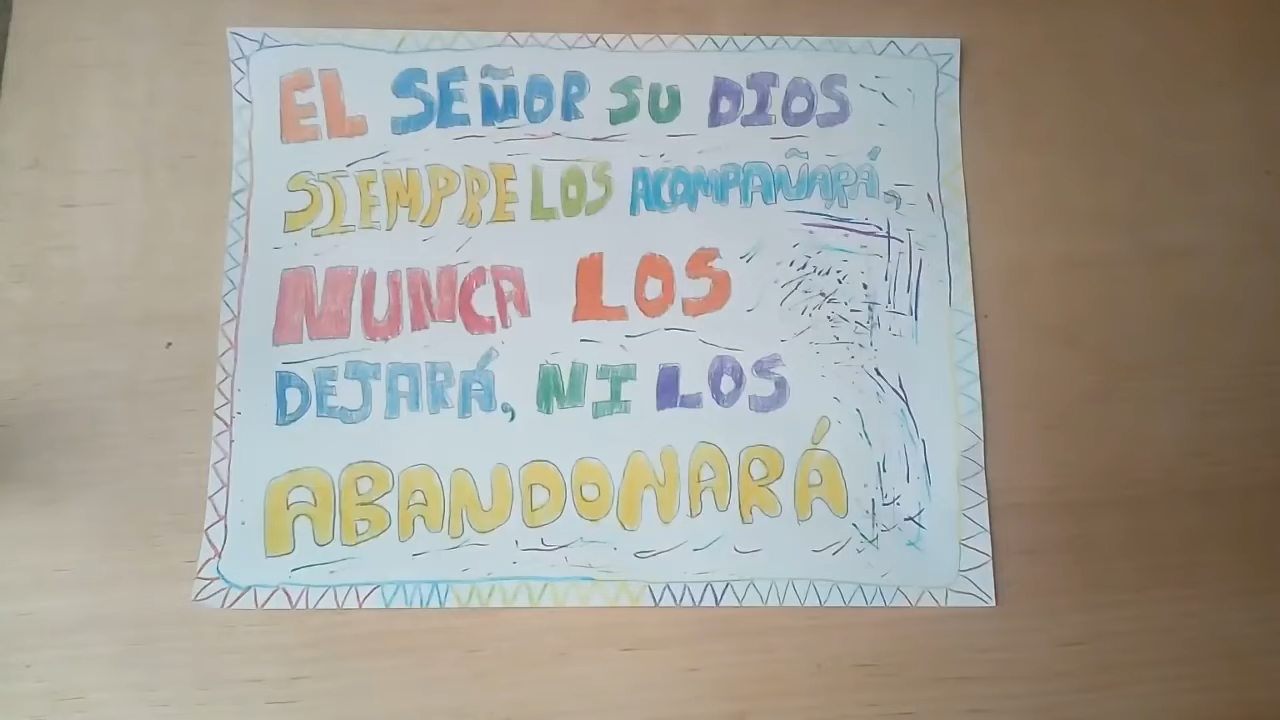 EL SEÑOR SU DIOS
SIEMPRE LOS ACOMPAÑARÁ,
NUNCA LOS
DEJARÁ, NI LOS
ABANDONARÁ